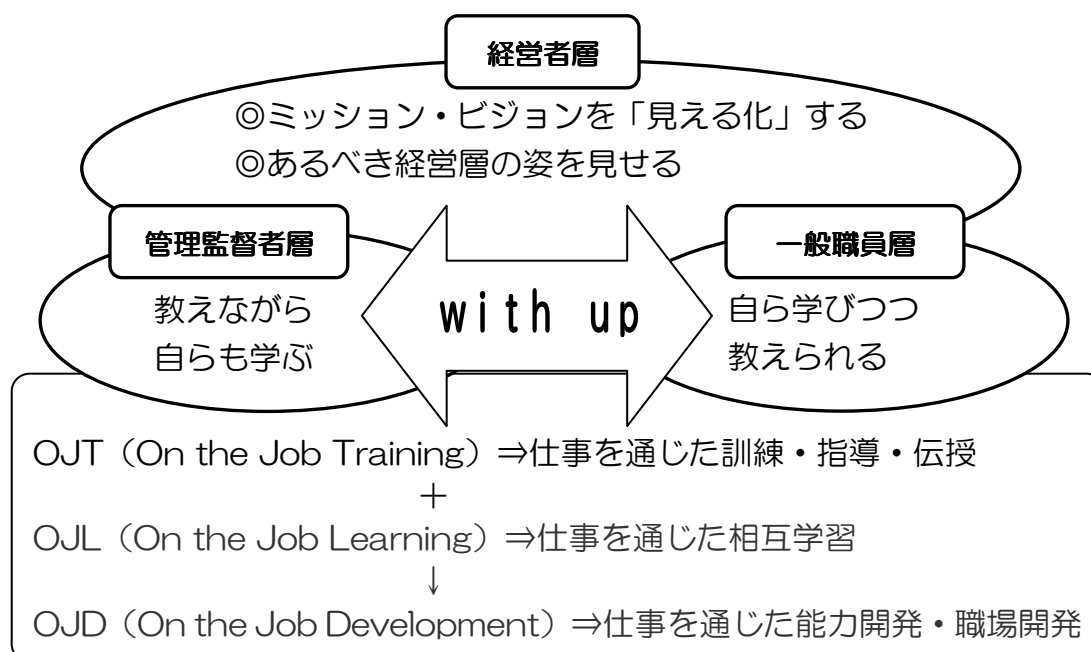 経営者層
◎ミッション・ビジョンを「見える化」する
◎あるべき経営層の姿を見せる
管理監督者層
教えながら
自らも学ぶ
with up
一般職員層
自ら学びつつ
教えられる
OJT（On the Job Training）⇒仕事を通じた訓練・指導・伝授
＋
OJL（On the Job Learning）⇒仕事を通じた相互学習
↓
OJD（On the Job Development）⇒仕事を通じた能力開発・職場開発